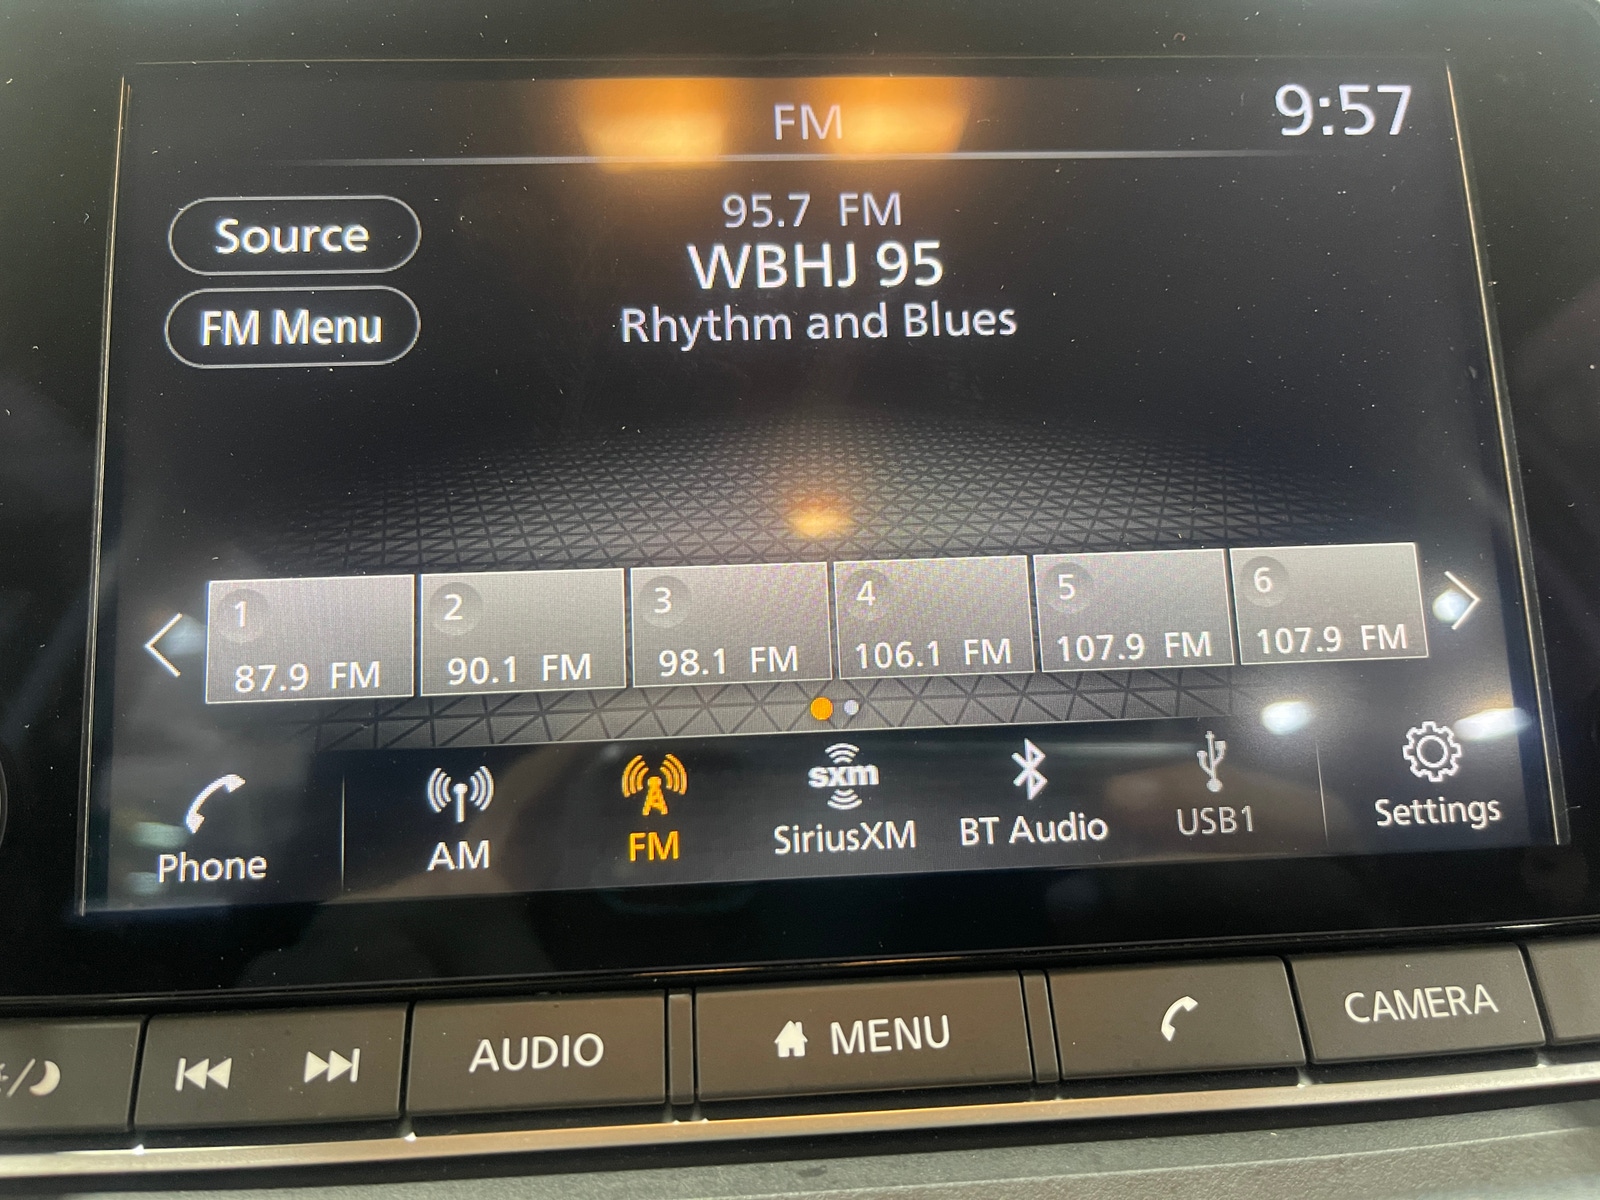 FM
9:57
Source
FM Menu
95.7 FM
WBHJ 95
Rhythm and Blues
1
87.9 FM
2
90.1 FM
3
98.1 FM
4
106.1 FM
5
107.9 FM
6
107.9 FM
Phone
AM
FM
sxm
SiriusXM
BT Audio
USB1
Settings
AUDIO
MENU
CAMERA